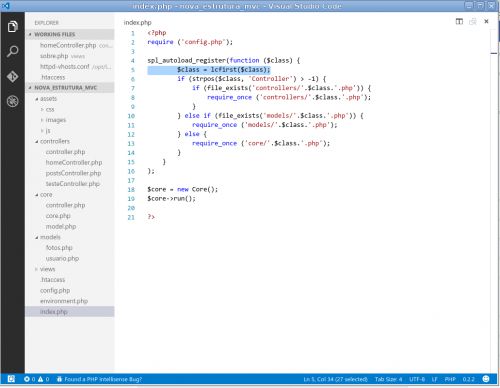 index.php - nova_estrutura_mvc - Visual Studio Code
EXPLORER
WORKING FILES
homeController.php con...
sobre.php views
httpd-vhosts.conf /opt/l...
.htaccess
NOVA_ESTRUTURA_MVC
assets
css
images
js
controllers
controller.php
homeController.php
postsController.php
testeController.php
core
controller.php
core.php
model.php
models
fotos.php
usuario.php
views
.htaccess
config.php
environment.php
index.php
index.php
1 <?php
2 require ('config.php');
3
4 spl_autoload_register(function ($class) {
5 $class = lcfirst($class);
6 if (strpos($class, 'Controller') > -1) {
7 if (file_exists('controllers/'.$class.'.php')) {
8 require_once ('controllers/'.$class.'.php');
9 }
10 } else if (file_exists('models/'.$class.'.php')) {
11 require_once ('models/'.$class.'.php');
12 } else {
13 require_once ('core/'.$class.'.php');
14 }
15 }
16 );
17
18 $core = new Core();
19 $core->run();
20
21 ?>
0 0 Found a PHP intellisense Bug? Ln 5, Col 34 (27 selected) Tab Size: 4 UTF-8 LF PHP 0.2.2